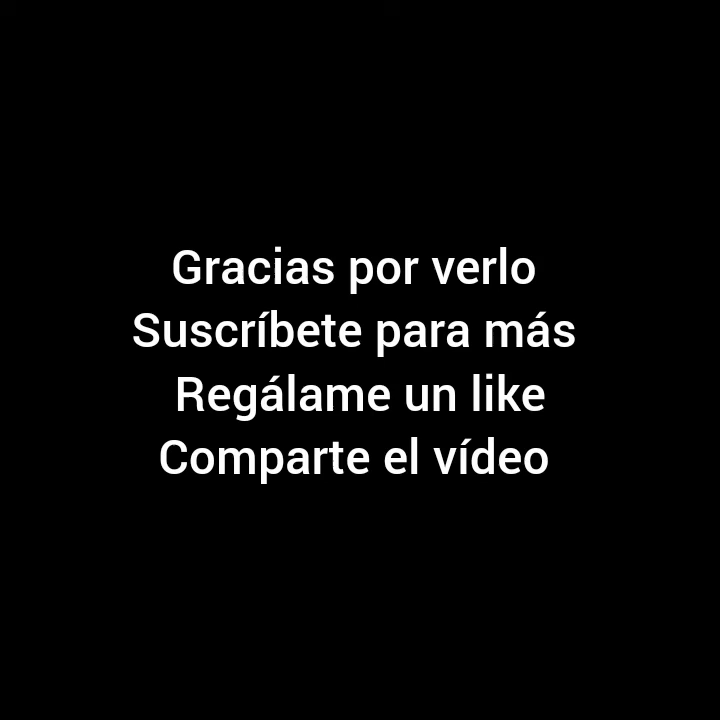 Gracias por verlo
Suscríbete para más
Regálame un like
Comparte el vídeo